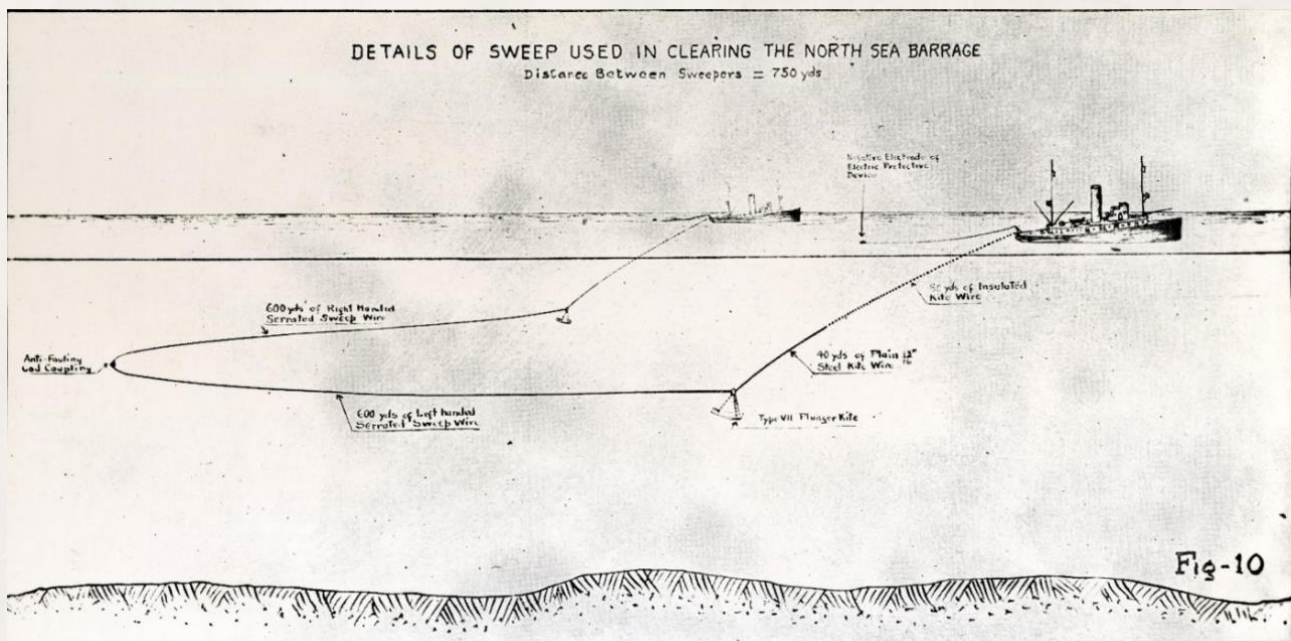 DETAILS OF SWEEP USED IN CLEARING THE NORTH SEA BARRAGE
Distance Between Sweepers = 750 yds
Electrode of
Electric Protective
Device
yds of Insulated
Kite Wire
600 yds of Right Handed
Serrated Sweep Wire
Anti-Fouling
Coupling
40 yds of Plain
Steel Kite Wire
600 yds of Left handed
Serrated Sweep Wire
Type VII Plunger Kite
Fig-10